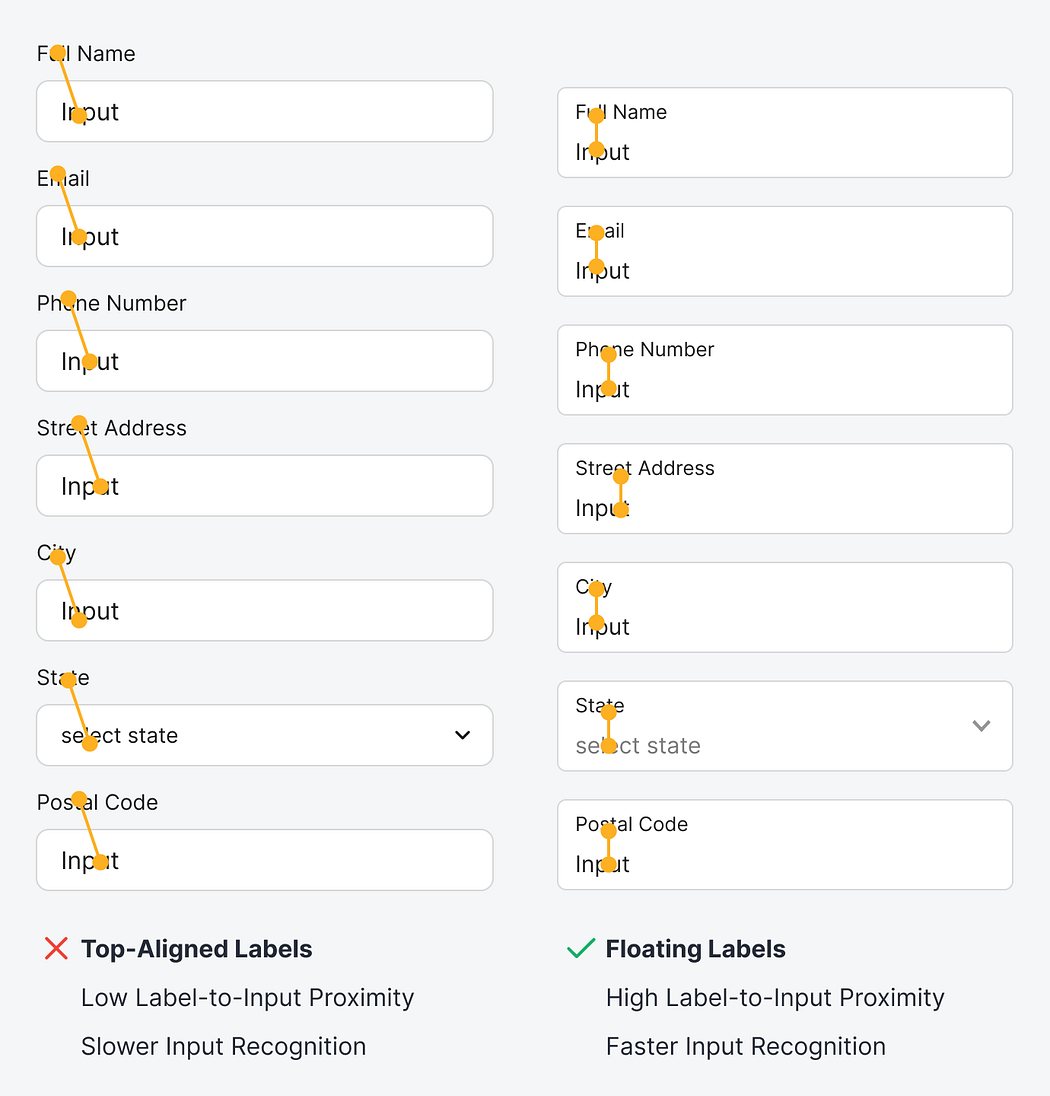 Full Name
Input
Email
Input
Phone Number
Input
Street Address
Input
City
Input
State
select state
Postal Code
Input
Top-Aligned Labels
Low Label-to-Input Proximity
Slower Input Recognition
Full Name
Input
Email
Input
Phone Number
Input
Street Address
Input
City
Input
State
select state
Postal Code
Input
Floating Labels
High Label-to-Input Proximity
Faster Input Recognition